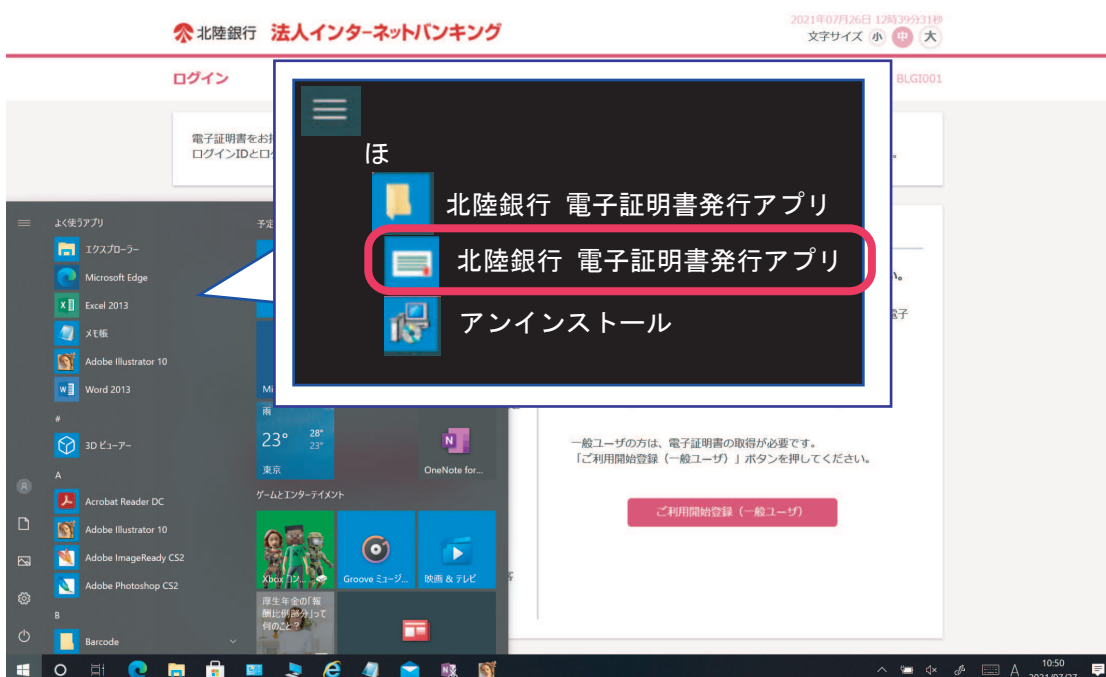 北陸銀行 法人インターネットバンキング
2021年07月26日 12時39分31秒
文字サイズ 小 中 大
ログイン
BLGI001
電子証明書をお持
ログインIDとロ
ほ
北陸銀行 電子証明書発行アプリ
北陸銀行 電子証明書発行アプリ
アンインストール
い。
電子
よく使うアプリ
エクスプローラー
Microsoft Edge
Excel 2013
メモ帳
Adobe Illustrator 10
Word 2013
#
3D ビューアー
A
Acrobat Reader DC
Adobe Illustrator 10
Adobe ImageReady CS2
Adobe Photoshop CS2
B
Barcode
予定
Mi
雨
23° 28°
23°
東京
OneNote for...
ゲームとエンターテイメント
Xbox コン...
Groove ミュージ...
映画 & テレビ
厚生年金の「報
酬比例部分」って
何のこと?
一般ユーザの方は、電子証明書の取得が必要です。
「ご利用開始登録(一般ユーザ)」ボタンを押してください。
ご利用開始登録(一般ユーザ)
A
10:50
2021/07/27